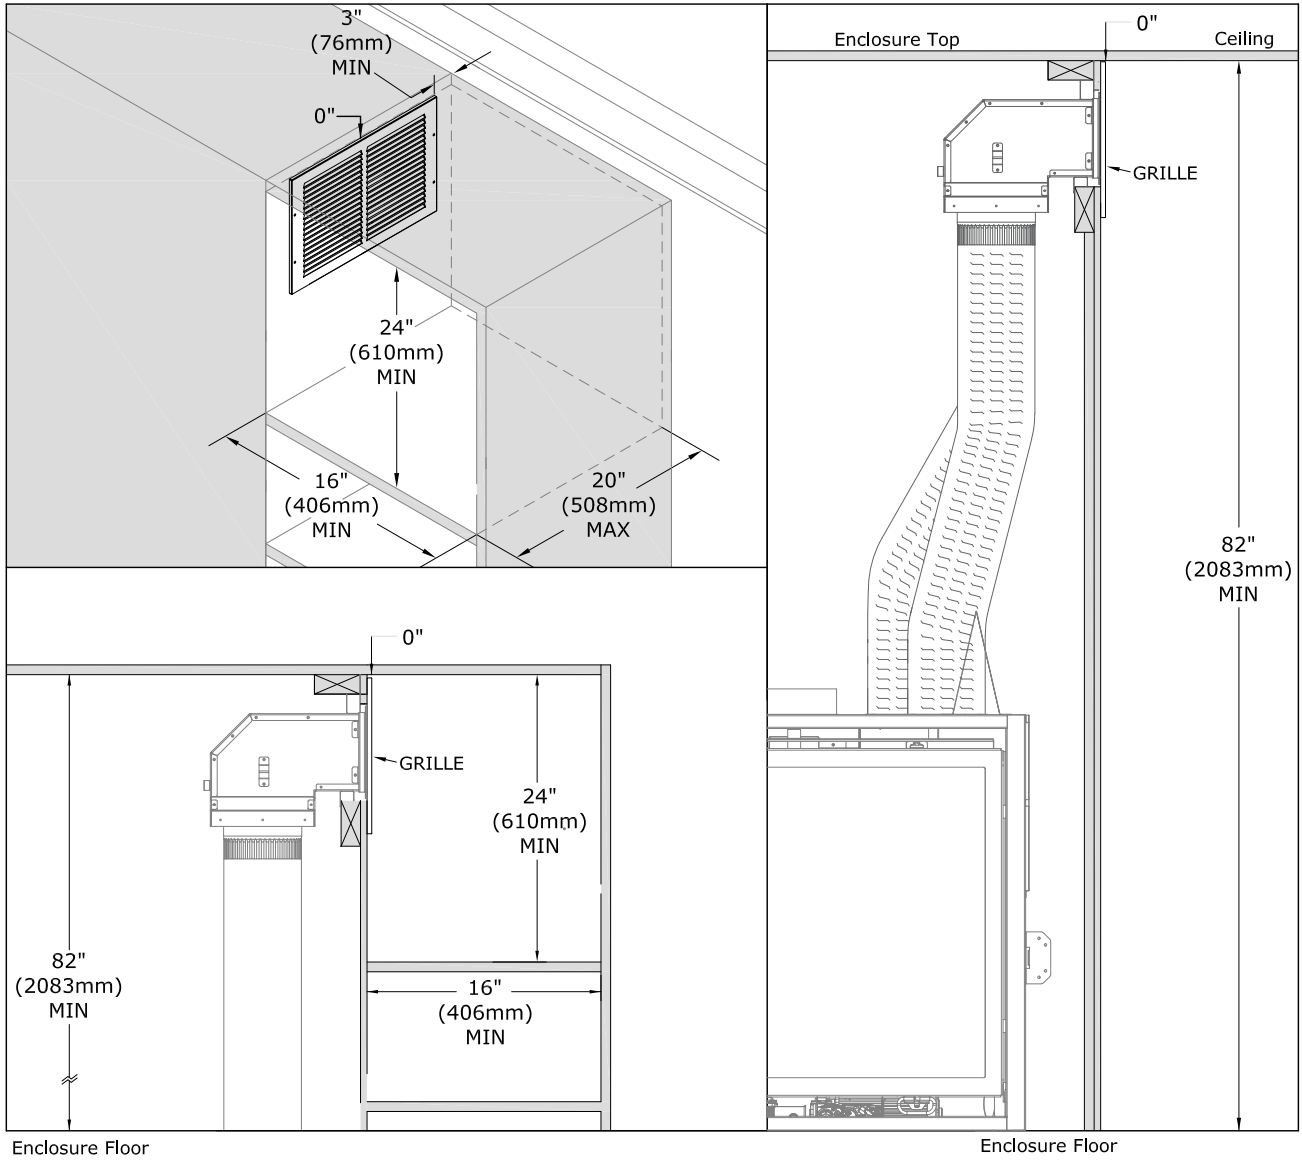 3"
(76mm)
MIN
0"
24"
(610mm)
MIN
16"
(406mm)
MIN
20"
(508mm)
MAX
0"
GRILLE
24"
(610mm)
MIN
82"
(2083mm)
MIN
16"
(406mm)
MIN
Enclosure Floor
0"
Enclosure Top
Ceiling
GRILLE
82"
(2083mm)
MIN
Enclosure Floor